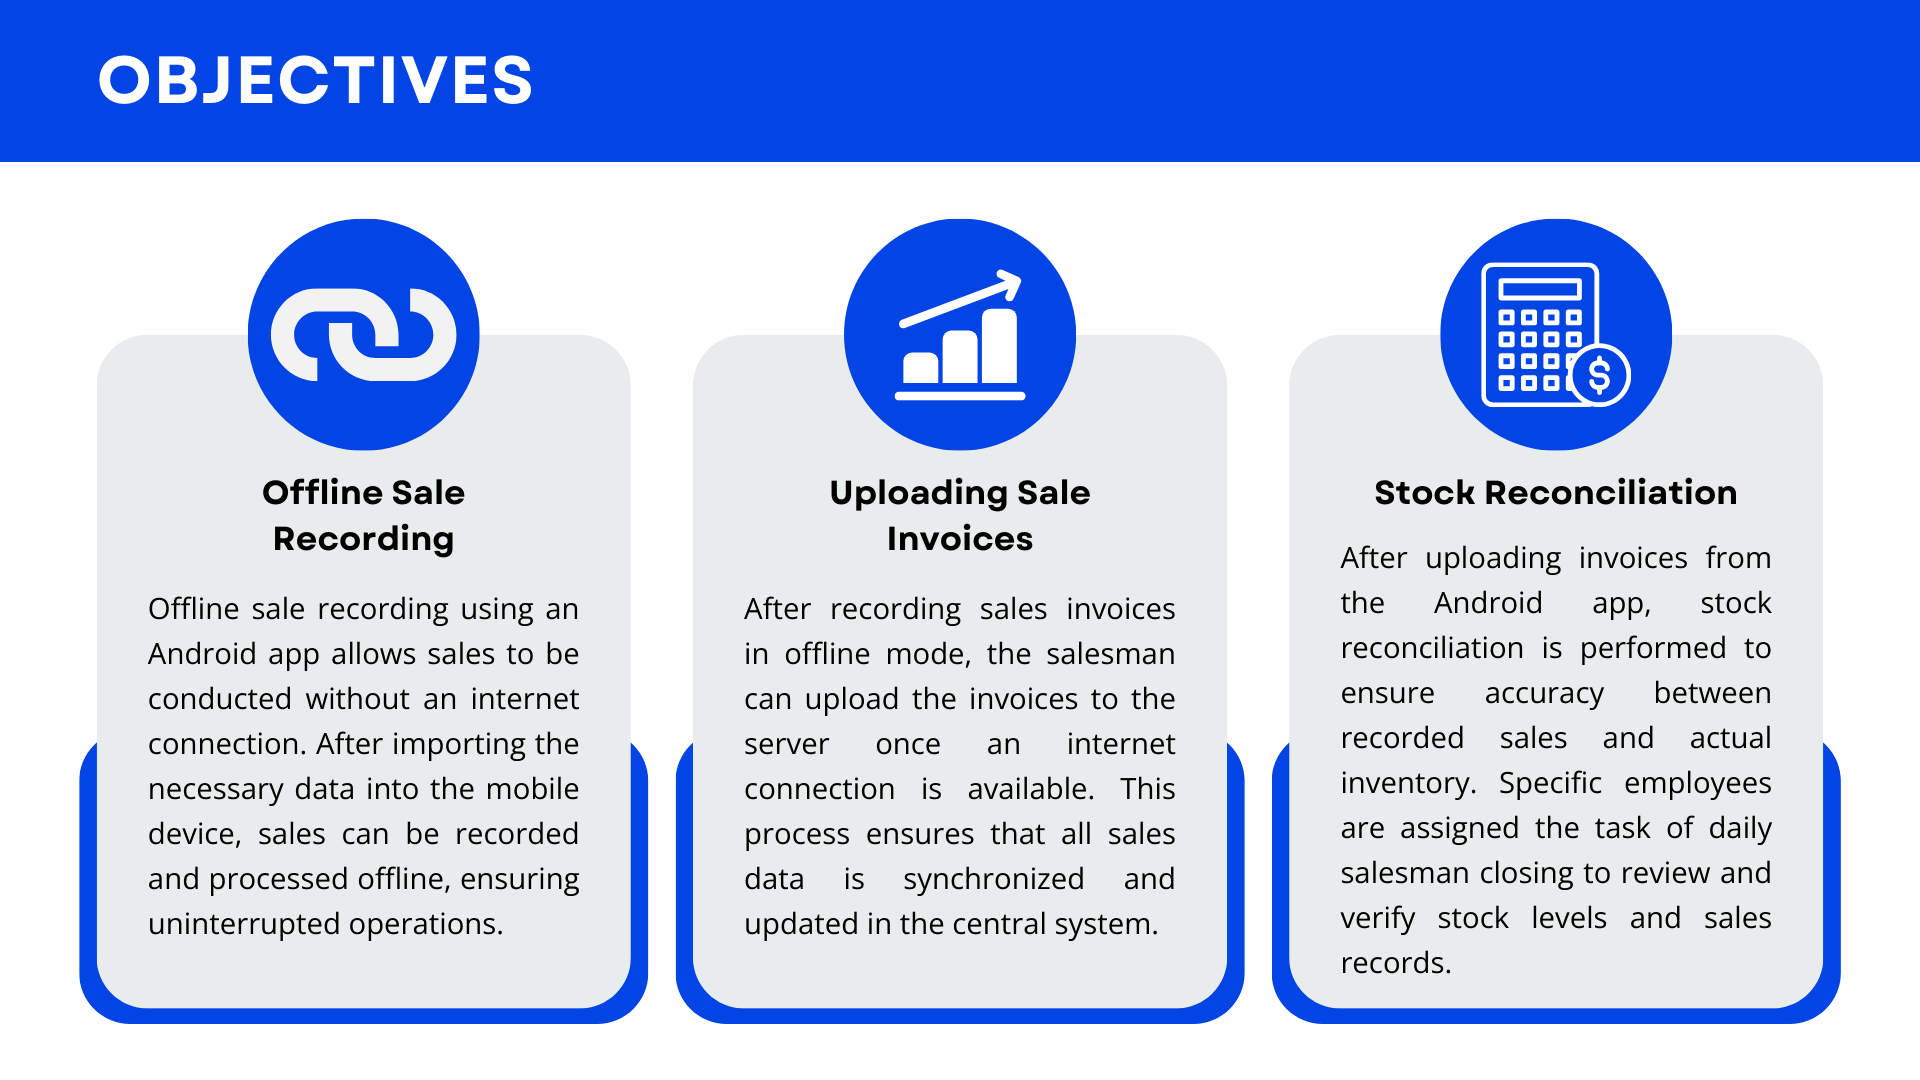 OBJECTIVES
Offline Sale
Recording
Offline sale recording using an
Android app allows sales to be
conducted without an internet
connection. After importing the
necessary data into the mobile
device, sales can be recorded
and processed offline, ensuring
uninterrupted operations.
Uploading Sale
Invoices
After recording sales invoices
in offline mode, the salesman
can upload the invoices to the
server once an internet
connection is available. This
process ensures that all sales
data is synchronized and
updated in the central system.
$
Stock Reconciliation
After uploading invoices from
the Android app, stock
reconciliation is performed to
ensure accuracy between
recorded sales and actual
inventory. Specific employees
are assigned the task of daily
salesman closing to review and
verify stock levels and sales
records.